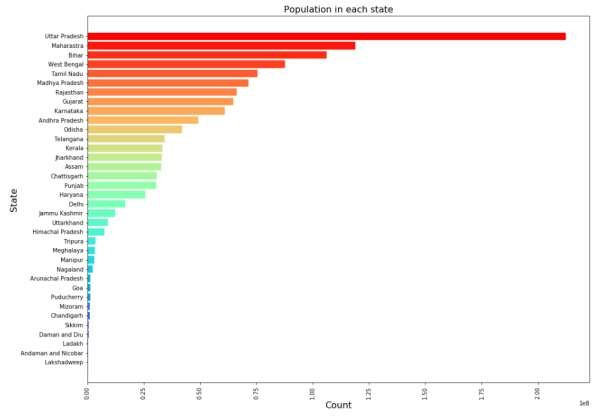 Population in each state
State
Uttar Pradesh
Maharastra
Bihar
West Bengal
Tamil Nadu
Madhya Pradesh
Rajasthan
Gujarat
Karnataka
Andhra Pradesh
Odisha
Telangana
Kerala
Jharkhand
Assam
Chattisgarh
Punjab
Haryana
Delhi
Jammu Kashmir
Uttarkhand
Himachal Pradesh
Tripura
Meghalaya
Manipur
Nagaland
Arunachal Pradesh
Goa
Puducherry
Mizoram
Chandigarh
Sikkim
Daman and Diu
Ladakh
Andaman and Nicobar
Lakshadweep
0.00 0.25 0.50 0.75 1.00 1.25 1.50 1.75 2.00
1e8
Count